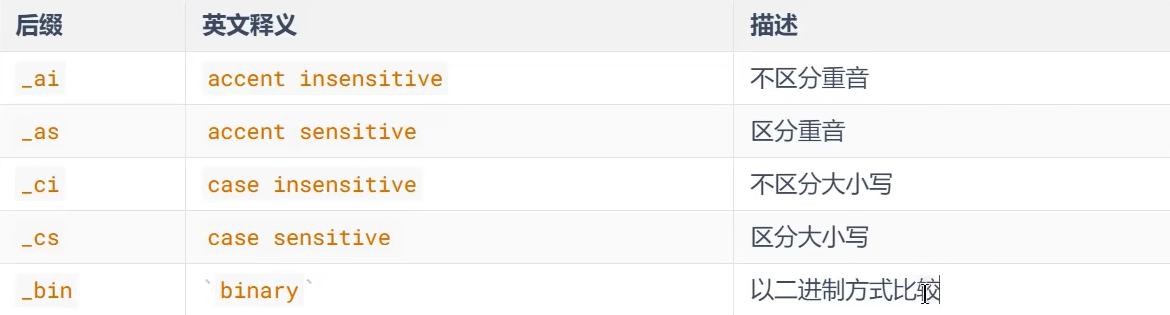 后缀 英文释义 描述
_ai accent insensitive 不区分重音
_as accent sensitive 区分重音
_ci case insensitive 不区分大小写
_cs case sensitive 区分大小写
_bin `binary` 以二进制方式比较